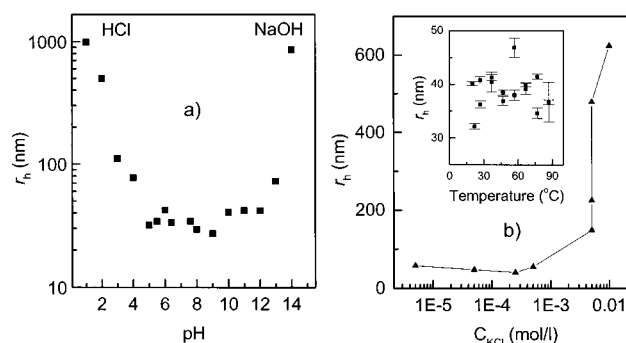 HCl NaOH
a)
1000
100
10
r_h (nm)
0 2 4 6 8 10 12 14
pH
600
400
200
0
r_h (nm)
50
40
30
r_h (nm)
0 30 60 90
Temperature (°C)
b)
1E-5 1E-4 1E-3 0.01
C_KCl (mol/l)